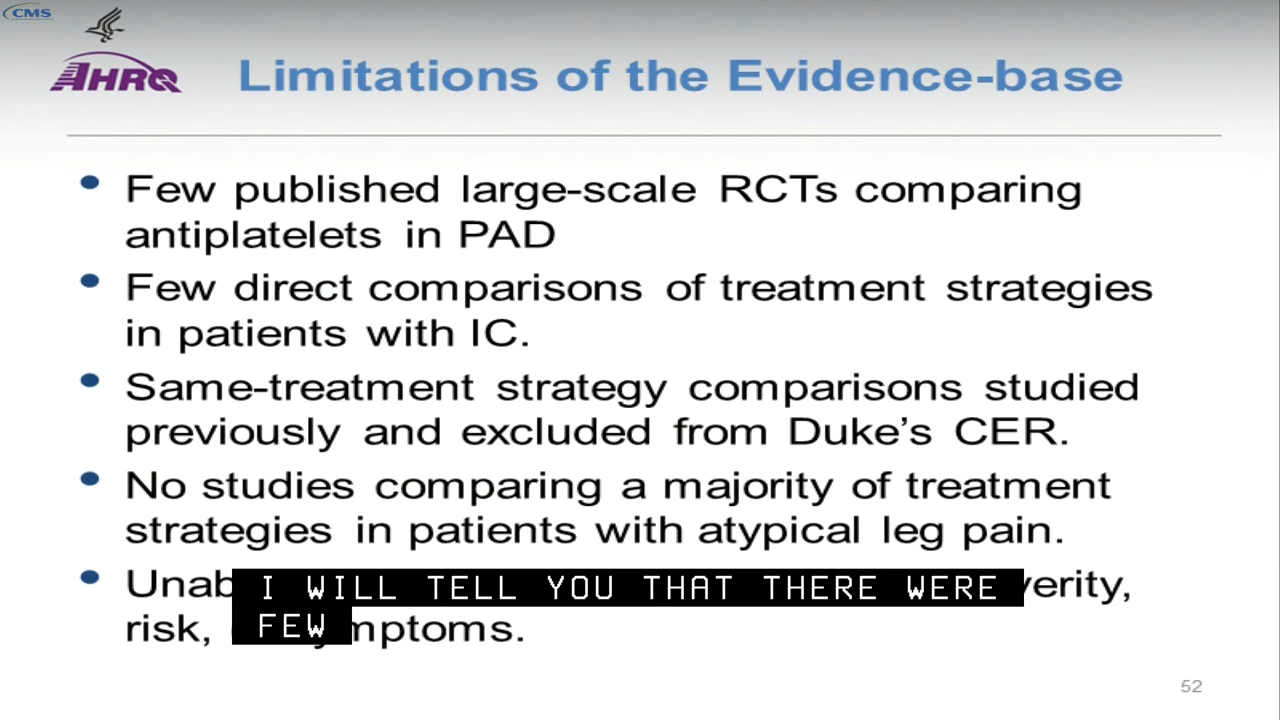 CMS
AHRQ
Limitations of the Evidence-base
• Few published large-scale RCTs comparing
antiplatelets in PAD
• Few direct comparisons of treatment strategies
in patients with IC.
• Same-treatment strategy comparisons studied
previously and excluded from Duke's CER.
• No studies comparing a majority of treatment
strategies in patients with atypical leg pain.
•
risk,
I WILL TELL YOU THAT THERE WERE
FEW
52